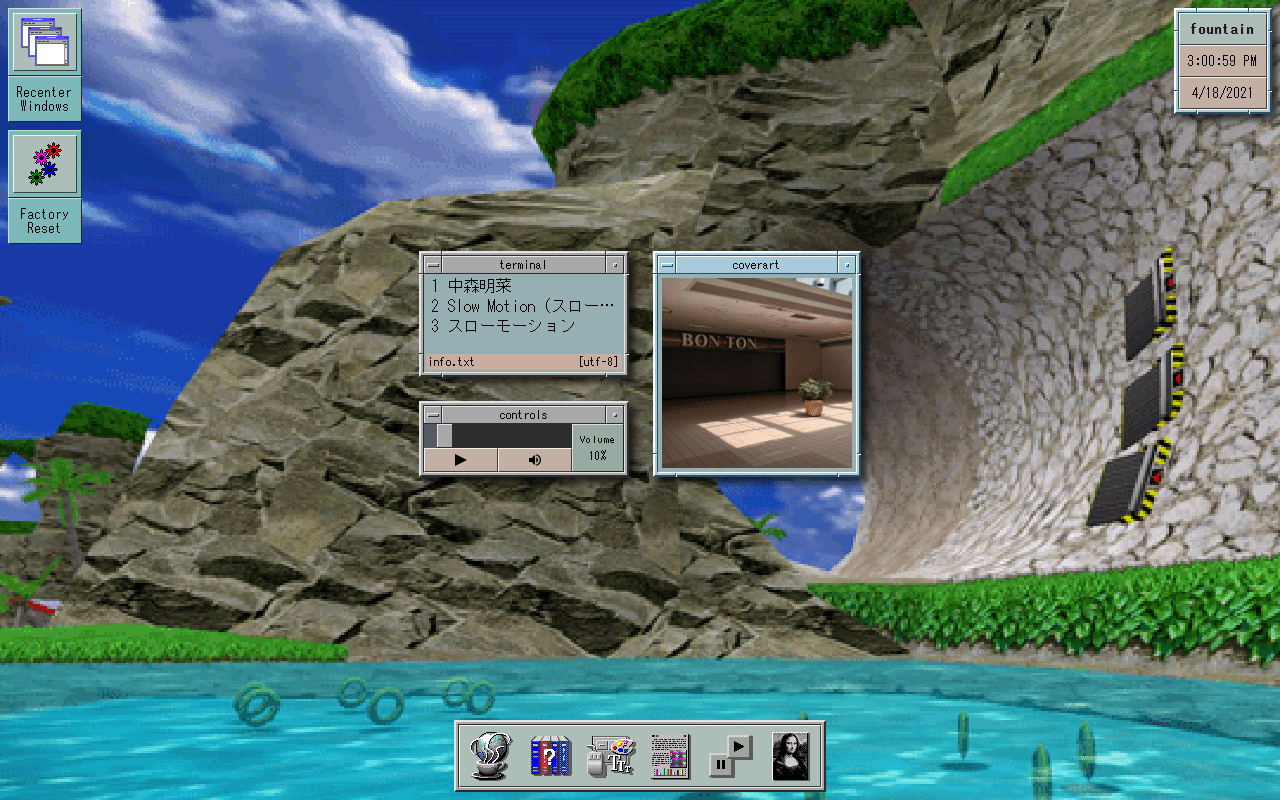 Recenter
Windows
Factory
Reset
fountain
3:00:59 PM
4/18/2021
terminal
1 中森明菜
2 Slow Motion (スロー…
3 スローモーション
info.txt [utf-8]
controls
Volume
10%
coverart
BON TON
?